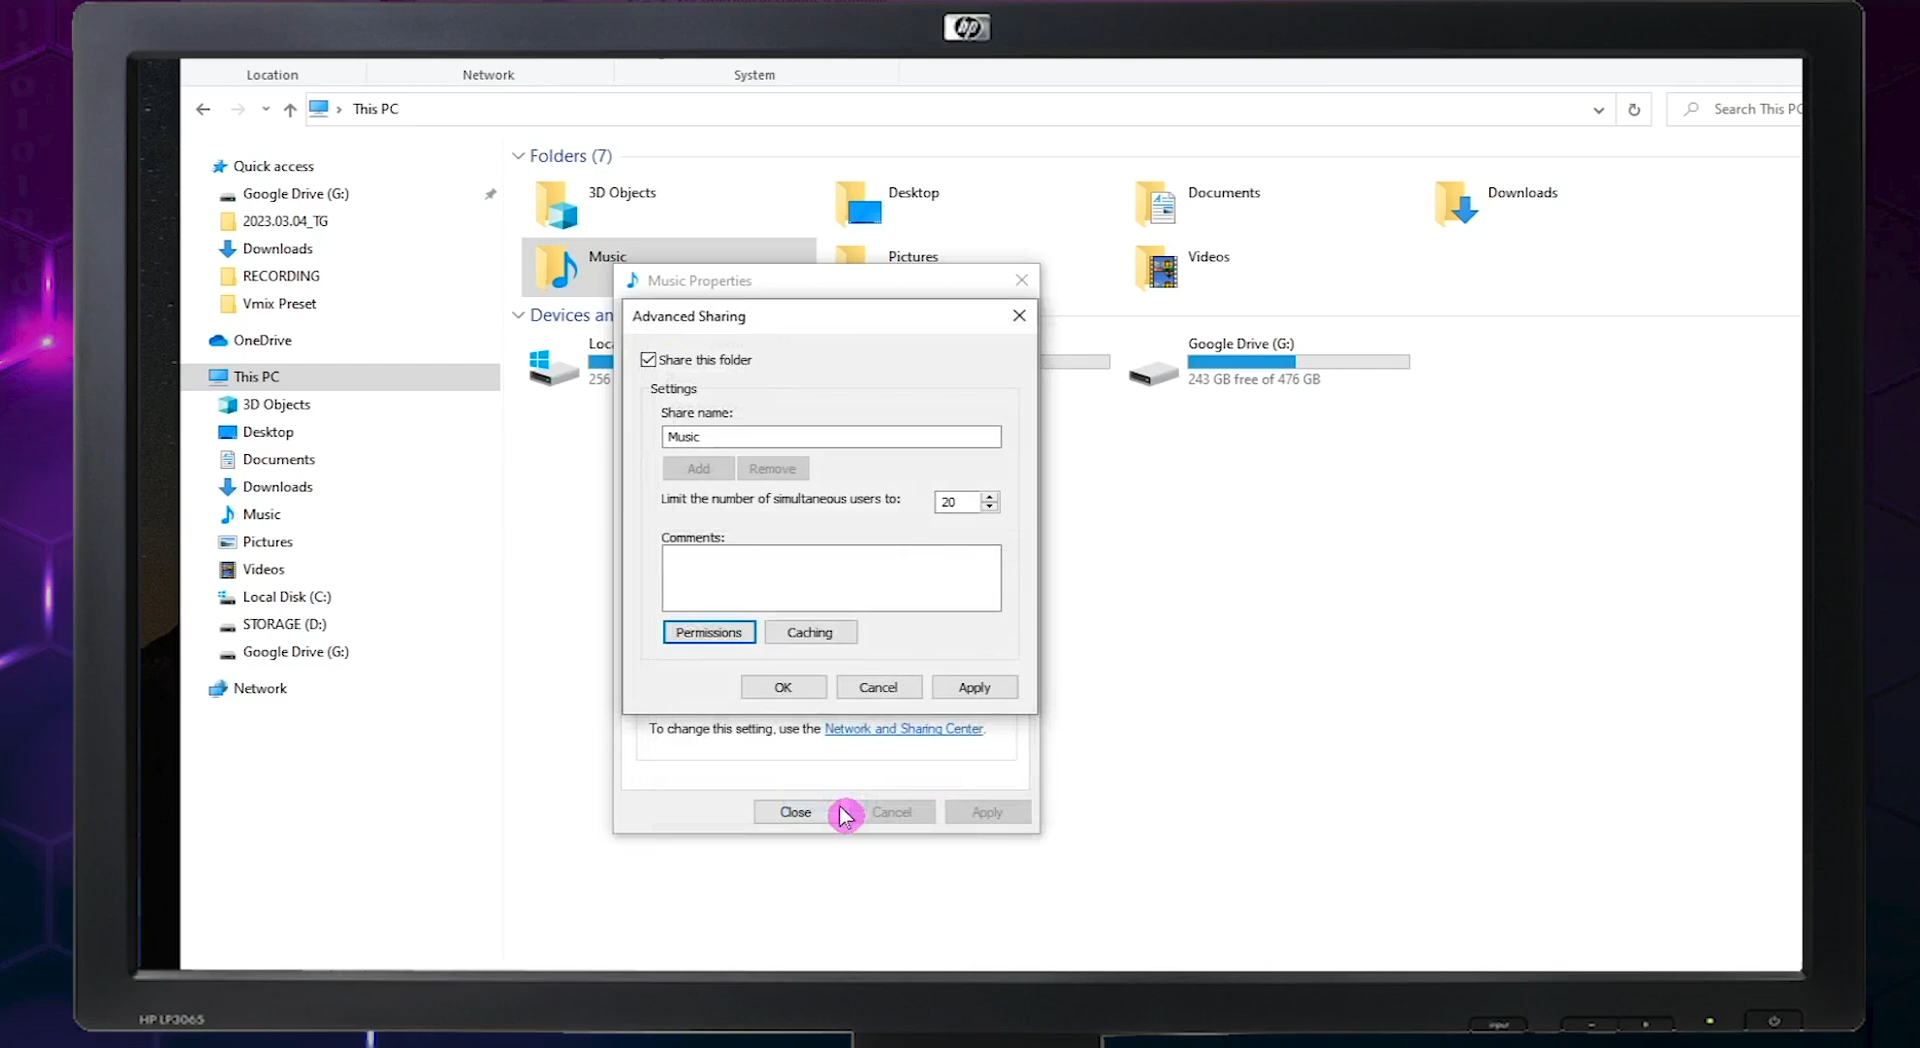 hp
Location
Network
System
This PC
Search This PC
Quick access
Google Drive (G:)
2023.03.04_TG
Downloads
RECORDING
Vmix Preset
OneDrive
This PC
3D Objects
Desktop
Documents
Downloads
Music
Pictures
Videos
Local Disk (C:)
STORAGE (D:)
Google Drive (G:)
Network
Folders (7)
3D Objects
Desktop
Documents
Downloads
Music
Pictures
Videos
Devices an
Loca
256
Google Drive (G:)
243 GB free of 476 GB
Music Properties
Advanced Sharing
Share this folder
Settings
Share name:
Music
Add
Remove
Limit the number of simultaneous users to:
20
Comments:
Permissions
Caching
OK
Cancel
Apply
To change this setting, use the Network and Sharing Center.
Close
Cancel
Apply
HP LP3065
input